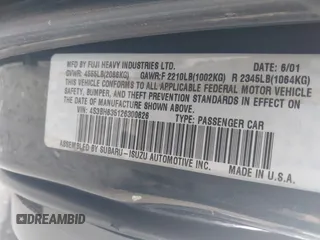 MFD BY FUJI HEAVY INDUSTRIES LTD. DATE: 6/01
GVWR: 4555LB(2066KG) GAWR:F 2210LB(1002KG) R 2345LB(1064KG)
THIS VEHICLE CONFORMS TO ALL APPLICABLE FEDERAL MOTOR VEHICLE
SAFETY, BUMPER, AND THEFT PREVENTION STANDARDS IN EFFECT ON THE
DATE OF MANUFACTURE SHOWN ABOVE.
VIN: 4S3BH635126300826 TYPE: PASSENGER CAR
ASSEMBLED BY SUBARU-ISUZU AUTOMOTIVE INC. MADE IN U.S.A.
DREAMBID